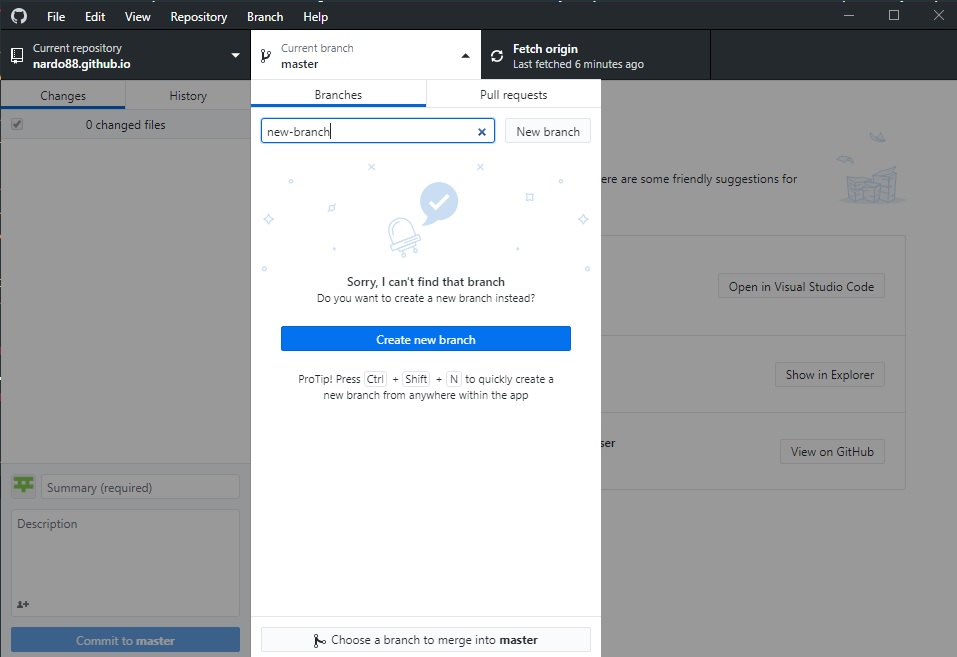 File Edit View Repository Branch Help
Current repository
nardo88.github.io
Current branch
master
Fetch origin
Last fetched 6 minutes ago
Changes History
0 changed files
Branches Pull requests
new-branch
New branch
Sorry, I can't find that branch
Do you want to create a new branch instead?
Create new branch
ProTip! Press Ctrl + Shift + N to quickly create a
new branch from anywhere within the app
Choose a branch to merge into master
ere are some friendly suggestions for
Open in Visual Studio Code
Show in Explorer
ser
View on GitHub
Summary (required)
Description
Commit to master